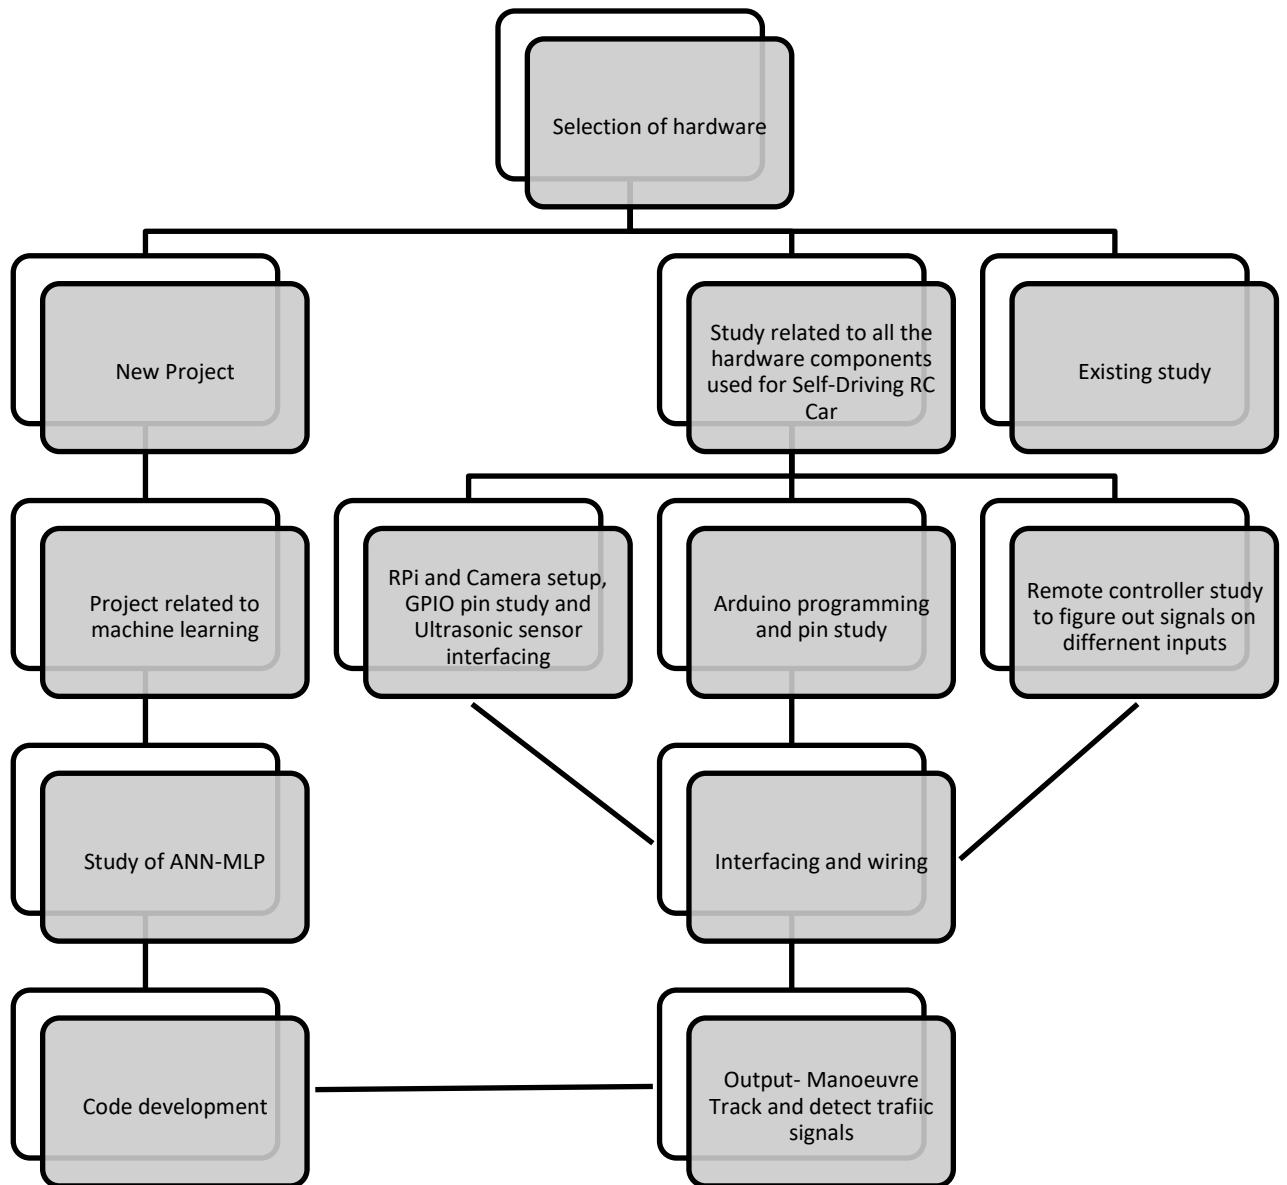 Selection of hardware
New Project
Study related to all the
hardware components
used for Self-Driving RC
Car
Existing study
Project related to
machine learning
RPi and Camera setup,
GPIO pin study and
Ultrasonic sensor
interfacing
Arduino programming
and pin study
Remote controller study
to figure out signals on
differnent inputs
Study of ANN-MLP
Interfacing and wiring
Code development
Output- Manoeuvre
Track and detect trafiic
signals